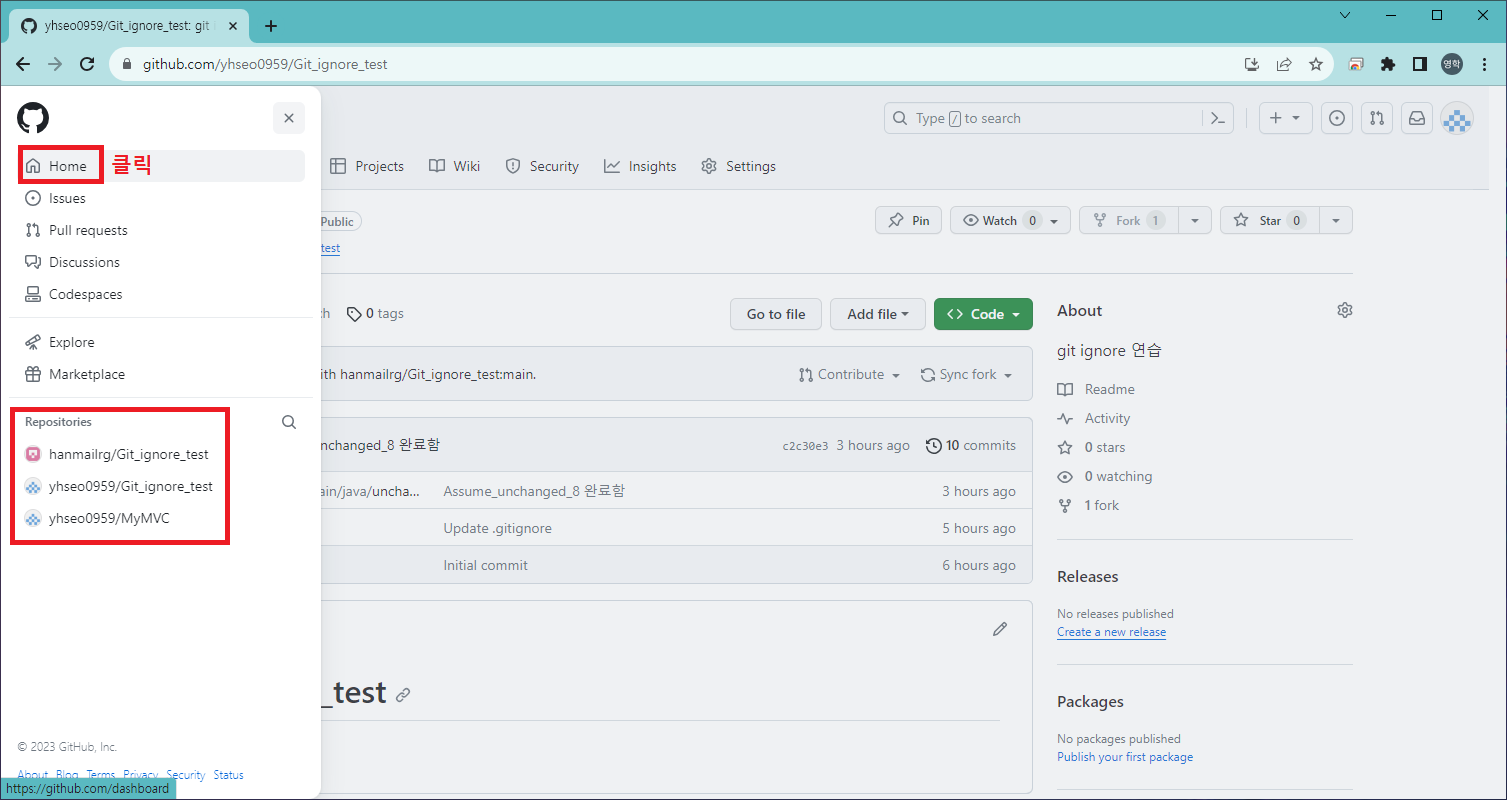 yhseo0959/Git_ignore_test: git i
github.com/yhseo0959/Git_ignore_test
영학
Type / to search
Home 클릭
Issues
Pull requests
Discussions
Codespaces
Explore
Marketplace
Repositories
hanmailrg/Git_ignore_test
yhseo0959/Git_ignore_test
yhseo0959/MyMVC
© 2023 GitHub, Inc.
About Blog Terms Privacy Security Status
https://github.com/dashboard
Projects Wiki Security Insights Settings
Public
Pin Watch 0 Fork 1 Star 0
test
0 tags Go to file Add file Code
ith hanmailrg/Git_ignore_test:main. Contribute Sync fork
nchanged_8 완료함 c2c30e3 3 hours ago 10 commits
ain/java/uncha... Assume_unchanged_8 완료함 3 hours ago
Update .gitignore 5 hours ago
Initial commit 6 hours ago
_test
About
git ignore 연습
Readme
Activity
0 stars
0 watching
1 fork
Releases
No releases published
Create a new release
Packages
No packages published
Publish your first package